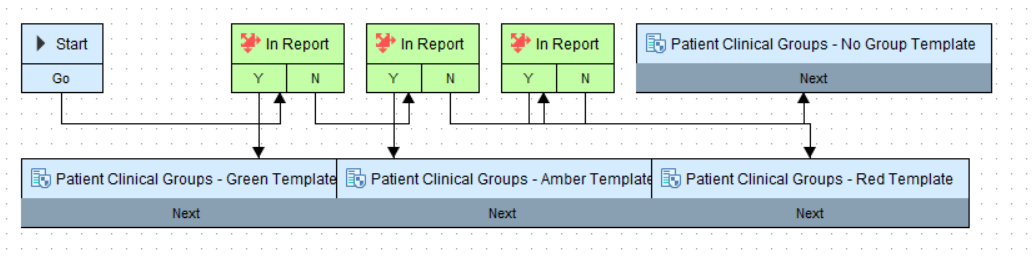 Start
Go
In Report
Y N
In Report
Y N
In Report
Y N
Patient Clinical Groups - No Group Template
Next
Patient Clinical Groups - Green Template
Next
Patient Clinical Groups - Amber Template
Next
Patient Clinical Groups - Red Template
Next